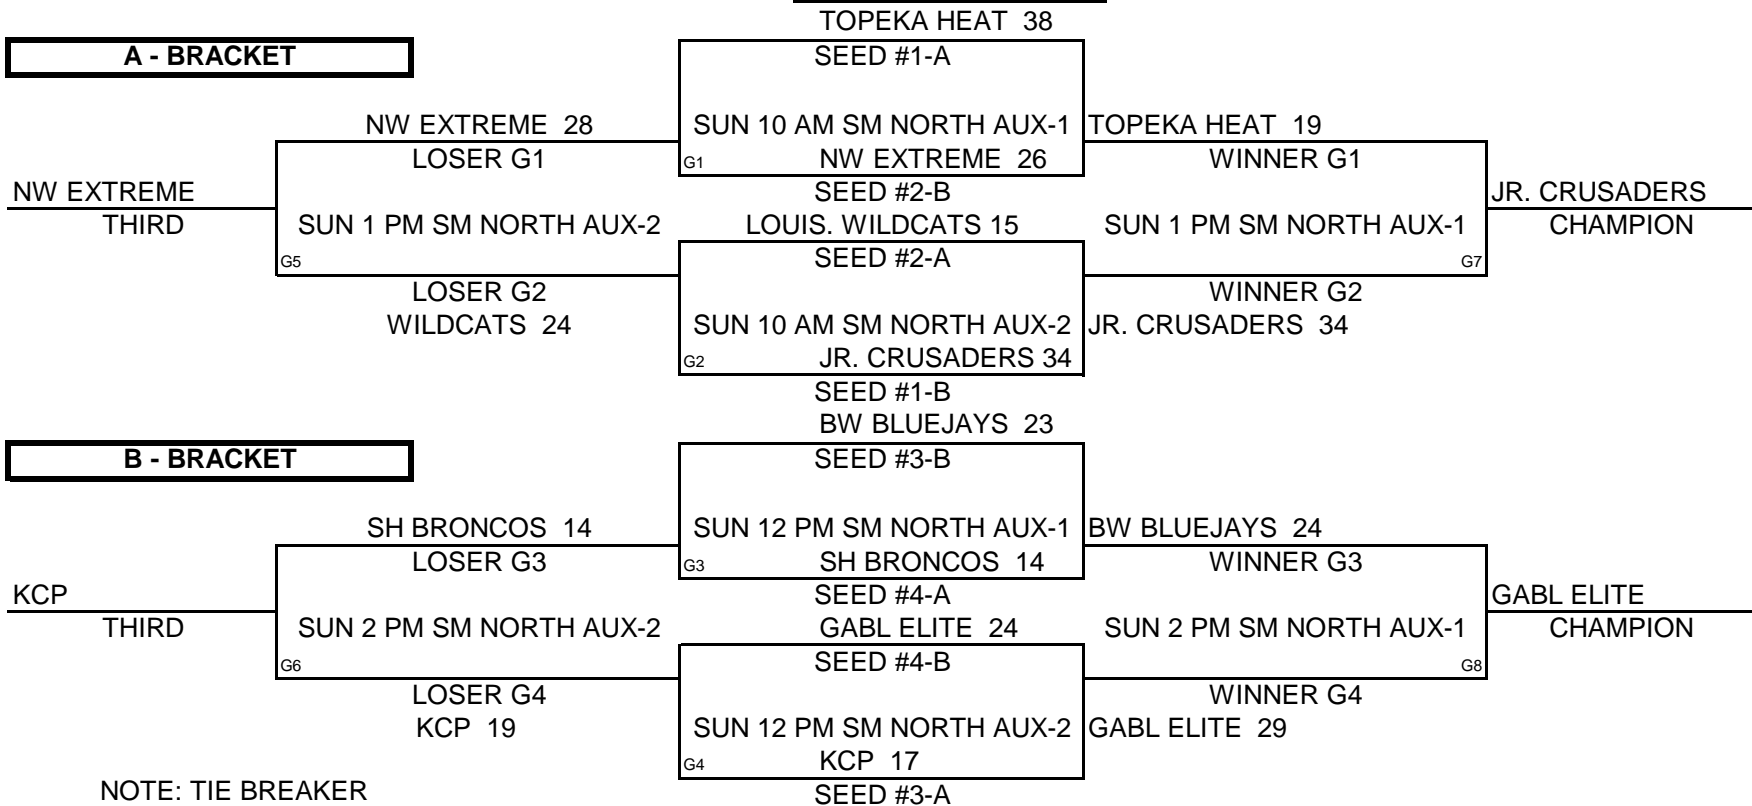 TOPEKA HEAT  38
A - BRACKET
SEED #1-A
NW EXTREME  28
SUN 10 AM SM NORTH AUX-1
TOPEKA HEAT  19
LOSER G1
G1
NW EXTREME  26
WINNER G1
NW EXTREME
SEED #2-B
JR. CRUSADERS
THIRD
SUN 1 PM SM NORTH AUX-2
LOUIS. WILDCATS 15
SUN 1 PM SM NORTH AUX-1
CHAMPION
G5
SEED #2-A
G7
LOSER G2
WINNER G2
WILDCATS  24
SUN 10 AM SM NORTH AUX-2
JR. CRUSADERS  34
G2
JR. CRUSADERS 34
SEED #1-B
BW BLUEJAYS  23
B - BRACKET
SEED #3-B
SH BRONCOS  14
SUN 12 PM SM NORTH AUX-1
BW BLUEJAYS  24
LOSER G3
G3
SH BRONCOS  14
WINNER G3
KCP
SEED #4-A
GABL ELITE
THIRD
SUN 2 PM SM NORTH AUX-2
GABL ELITE  24
SUN 2 PM SM NORTH AUX-1
CHAMPION
G6
SEED #4-B
G8
LOSER G4
WINNER G4
KCP  19
SUN 12 PM SM NORTH AUX-2
GABL ELITE  29
G4
KCP  17
NOTE: TIE BREAKER
SEED #3-A